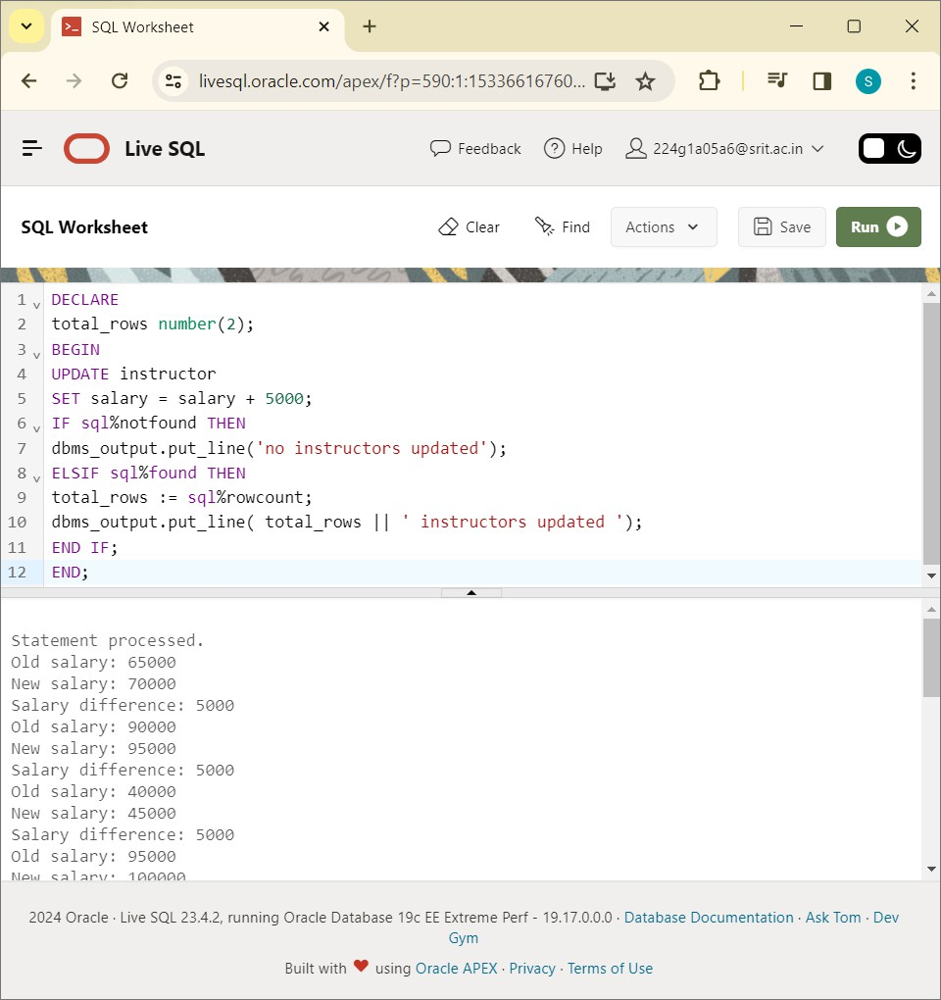 SQL Worksheet
livesql.oracle.com/apex/f?p=590:1:15336616760...
S
Live SQL
Feedback
Help
224g1a05a6@srit.ac.in
SQL Worksheet
Clear
Find
Actions
Save
Run
1 DECLARE
2 total_rows number(2);
3 BEGIN
4 UPDATE instructor
5 SET salary = salary + 5000;
6 IF sql%notfound THEN
7 dbms_output.put_line('no instructors updated');
8 ELSIF sql%found THEN
9 total_rows := sql%rowcount;
10 dbms_output.put_line( total_rows || ' instructors updated ');
11 END IF;
12 END;
Statement processed.
Old salary: 65000
New salary: 70000
Salary difference: 5000
Old salary: 90000
New salary: 95000
Salary difference: 5000
Old salary: 40000
New salary: 45000
Salary difference: 5000
Old salary: 95000
New salary: 100000
2024 Oracle · Live SQL 23.4.2, running Oracle Database 19c EE Extreme Perf - 19.17.0.0.0 · Database Documentation · Ask Tom · Dev
Gym
Built with ❤ using Oracle APEX · Privacy · Terms of Use